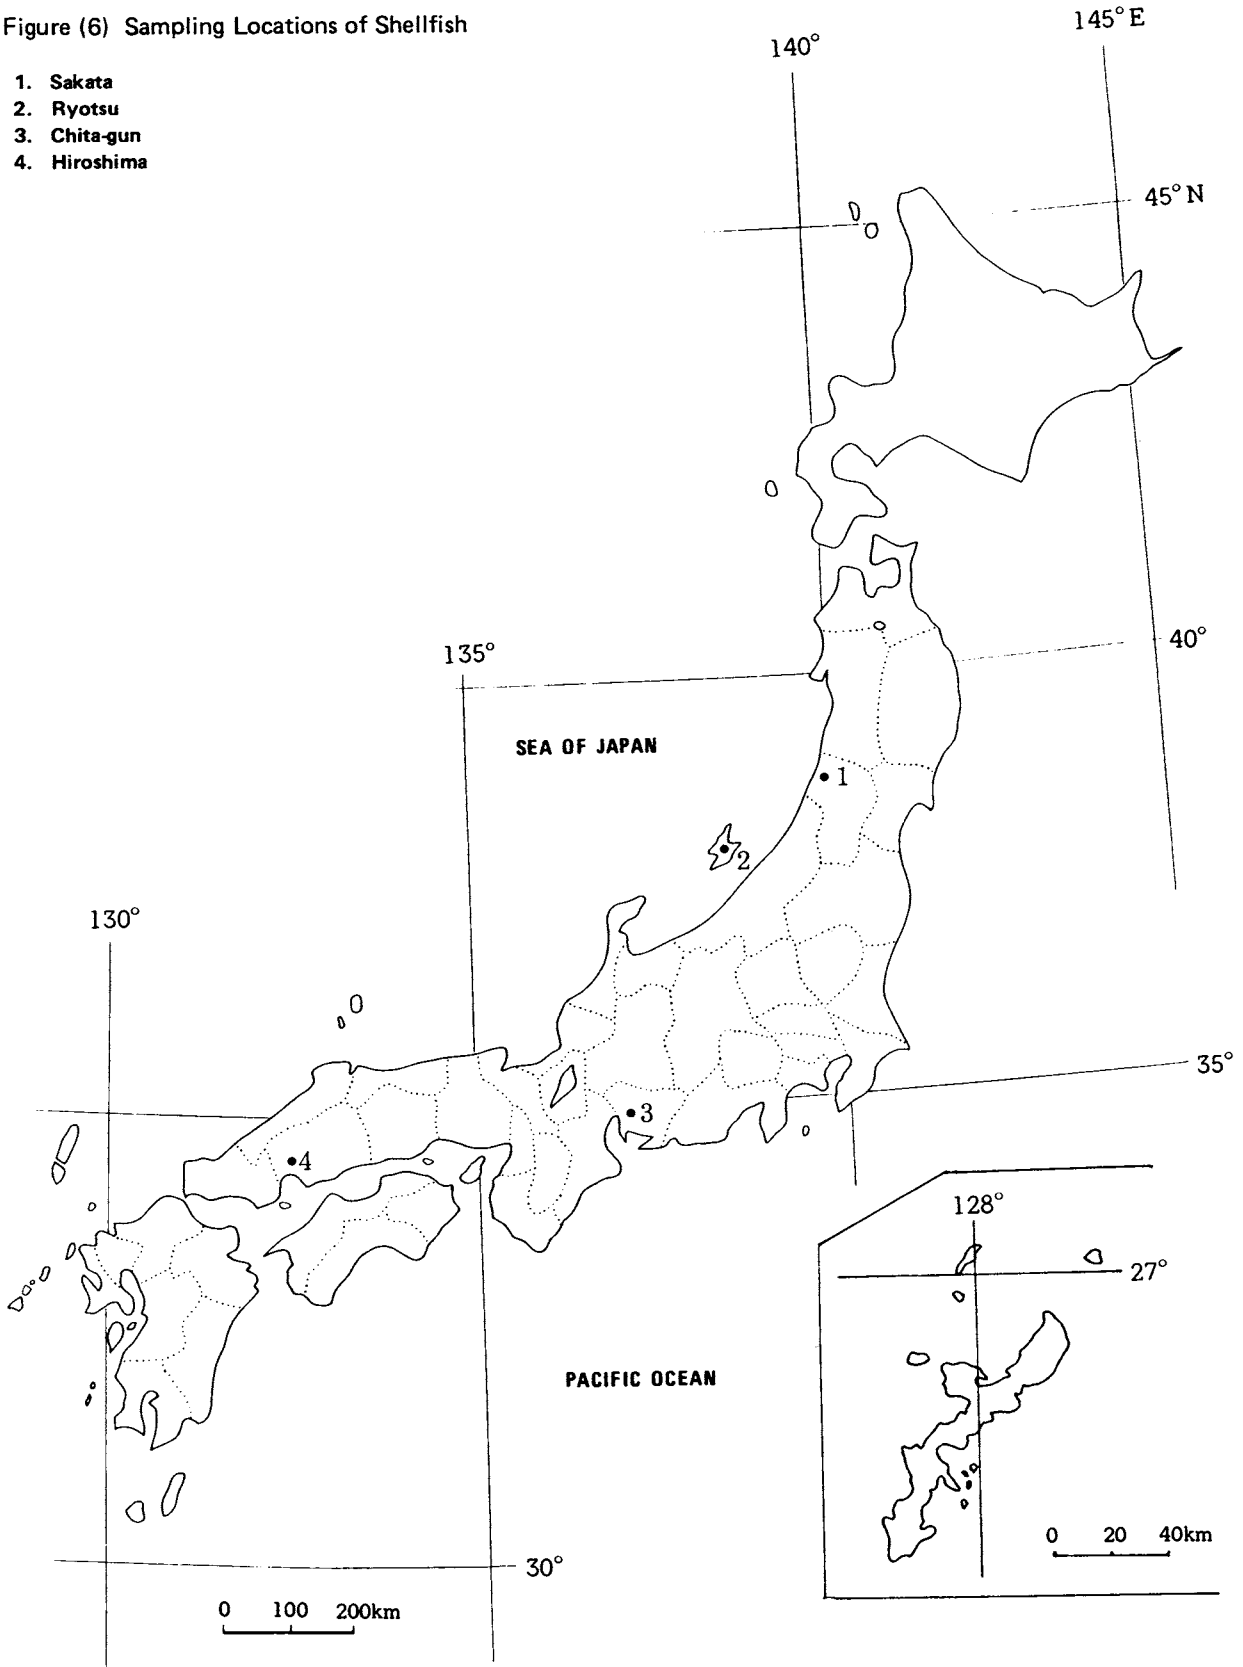 Figure (6) Sampling Locations of Shellfish
1. Sakata
2. Ryotsu
3. Chita-gun
4. Hiroshima
145° E
140°
45° N
40°
135°
SEA OF JAPAN
1
2
130°
35°
3
4
128°
27°
PACIFIC OCEAN
0 20 40km
30°
0 100 200km